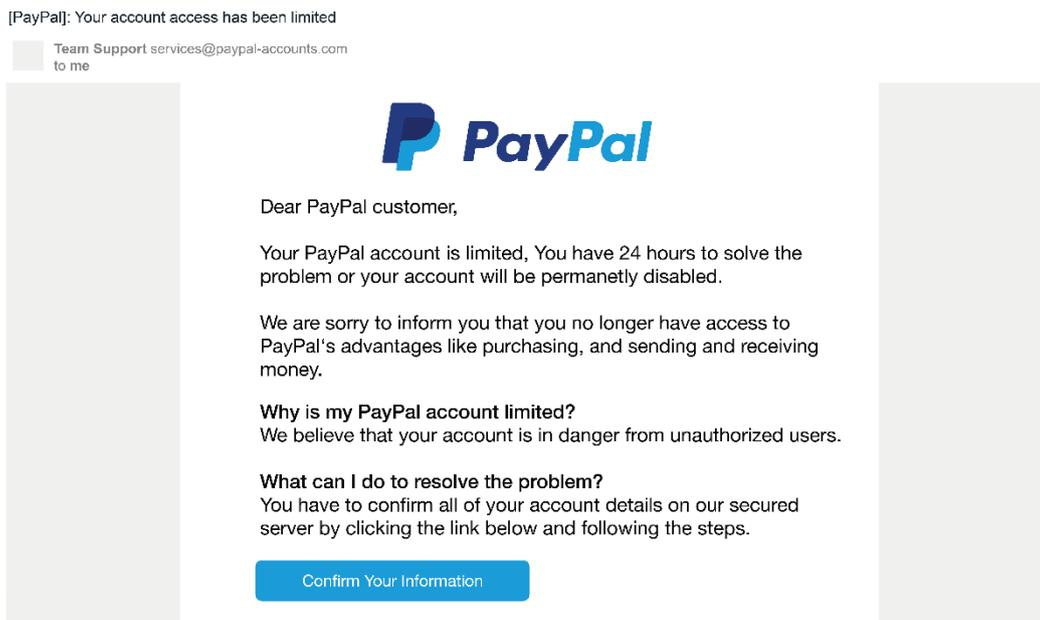 [PayPal]: Your account access has been limited
Team Support services@paypal-accounts.com
to me
PayPal
Dear PayPal customer,
Your PayPal account is limited, You have 24 hours to solve the
problem or your account will be permanetly disabled.
We are sorry to inform you that you no longer have access to
PayPal's advantages like purchasing, and sending and receiving
money.
Why is my PayPal account limited?
We believe that your account is in danger from unauthorized users.
What can I do to resolve the problem?
You have to confirm all of your account details on our secured
server by clicking the link below and following the steps.
Confirm Your Information